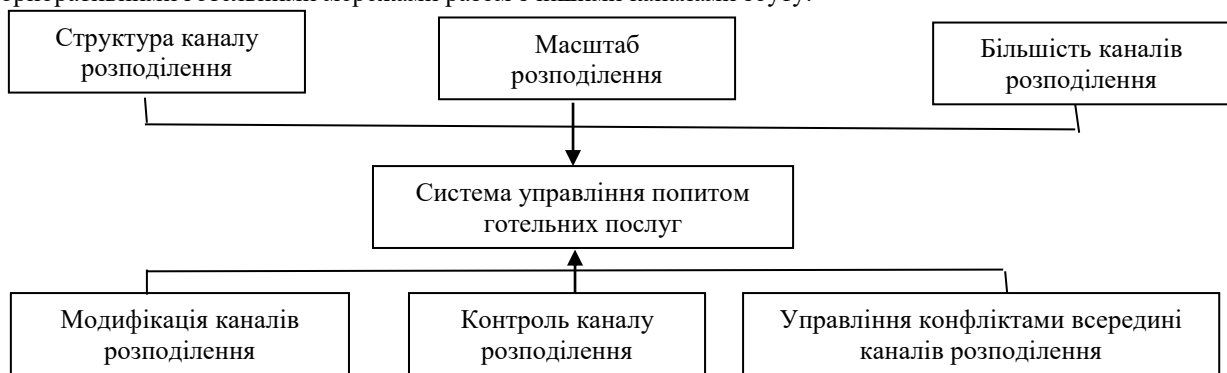 Структура каналу
розподілення
Масштаб
розподілення
Більшість каналів
розподілення
Система управління попитом
готельних послуг
Модифікація каналів
розподілення
Контроль каналу
розподілення
Управління конфліктами всередині
каналів розподілення